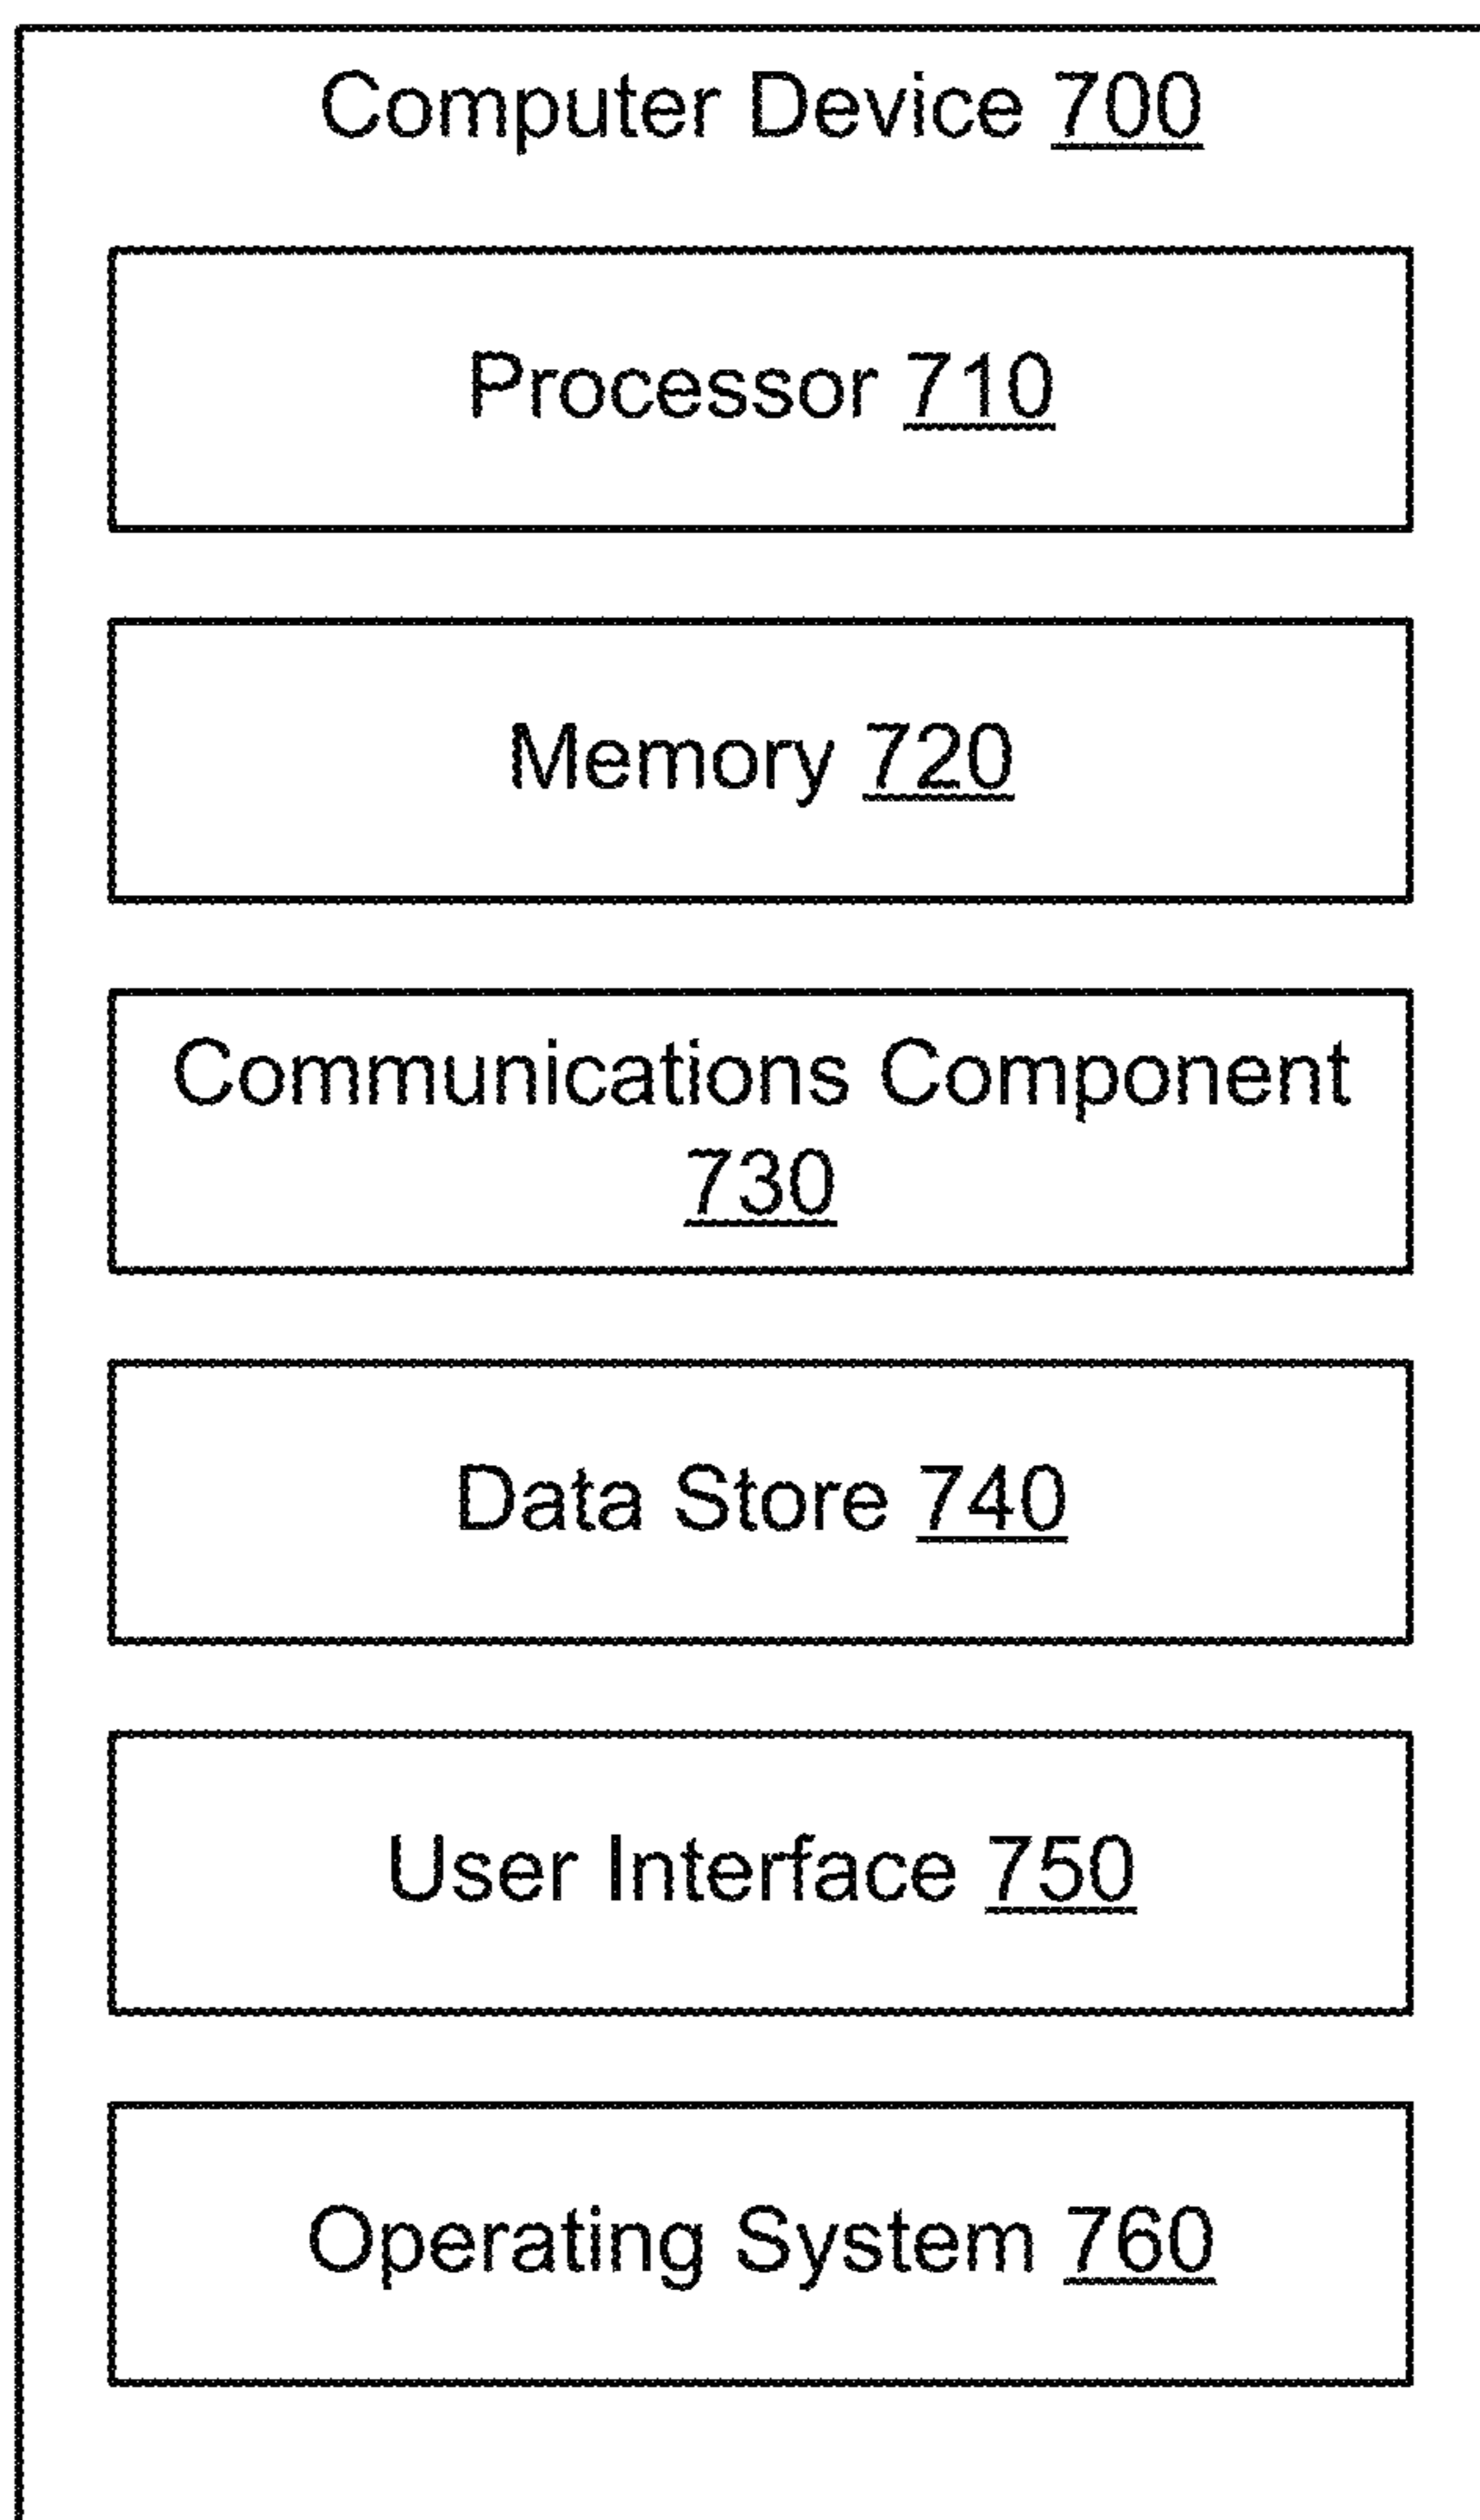 Computer Device 700
Processor 710
Memory 720
Communications Component
730
Data Store 740
User Interface 750
Operating System 760